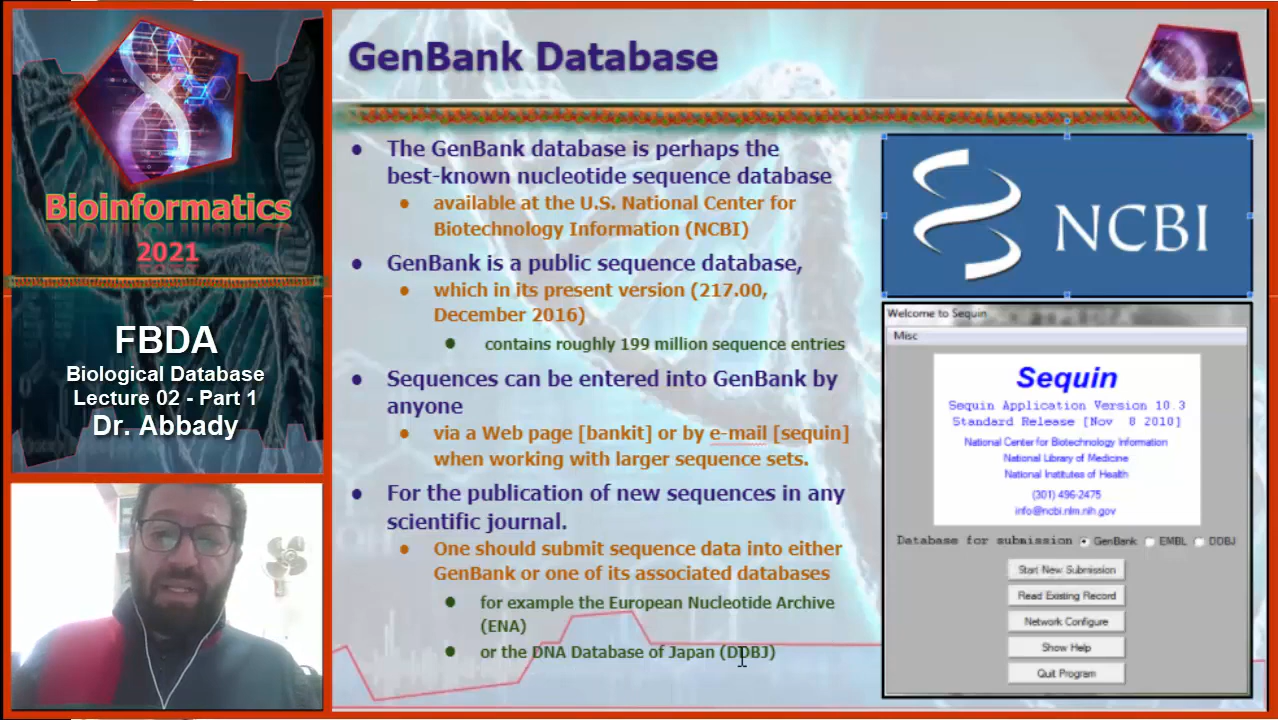 Bioinformatics
2021
FBDA
Biological Database
Lecture 02 - Part 1
Dr. Abbady
GenBank Database
The GenBank database is perhaps the
best-known nucleotide sequence database
available at the U.S. National Center for
Biotechnology Information (NCBI)
GenBank is a public sequence database,
which in its present version (217.00,
December 2016)
contains roughly 199 million sequence entries
Sequences can be entered into GenBank by
anyone
via a Web page [bankit] or by e-mail [sequin]
when working with larger sequence sets.
For the publication of new sequences in any
scientific journal.
One should submit sequence data into either
GenBank or one of its associated databases
for example the European Nucleotide Archive
(ENA)
or the DNA Database of Japan (DDBJ)
NCBI
Welcome to Sequin
Misc
Sequin
Sequin Application Version 10.3
Standard Release [Nov 8 2010]
National Center for Biotechnology Information
National Library of Medicine
National Institutes of Health
(301) 496-2475
info@ncbi.nlm.nih.gov
Database for submission GenBank EMBL DDBJ
Start New Submission
Read Existing Record
Network Configure
Show Help
Quit Program